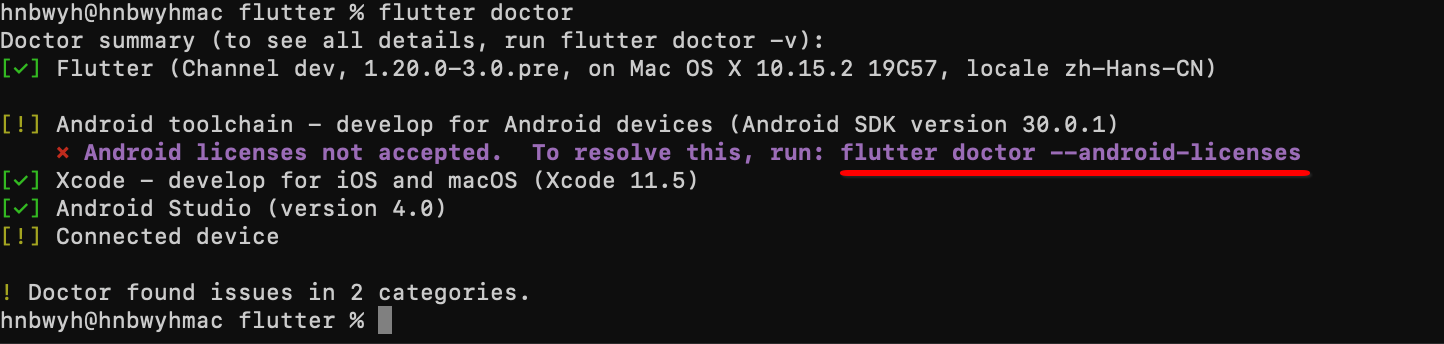 hnbwyh@hnbwyhmac flutter % flutter doctor
Doctor summary (to see all details, run flutter doctor -v):
[✓] Flutter (Channel dev, 1.20.0-3.0.pre, on Mac OS X 10.15.2 19C57, locale zh-Hans-CN)
[!] Android toolchain - develop for Android devices (Android SDK version 30.0.1)
✗ Android licenses not accepted.  To resolve this, run: flutter doctor --android-licenses
[✓] Xcode - develop for iOS and macOS (Xcode 11.5)
[✓] Android Studio (version 4.0)
[!] Connected device
! Doctor found issues in 2 categories.
hnbwyh@hnbwyhmac flutter %